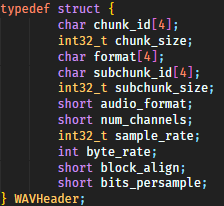 typedef struct {
        char chunk_id[4];
        int32_t chunk_size;
        char format[4];
        char subchunk_id[4];
        int32_t subchunk_size;
        short audio_format;
        short num_channels;
        int32_t sample_rate;
        int byte_rate;
        short block_align;
        short bits_persample;
} WAVHeader;